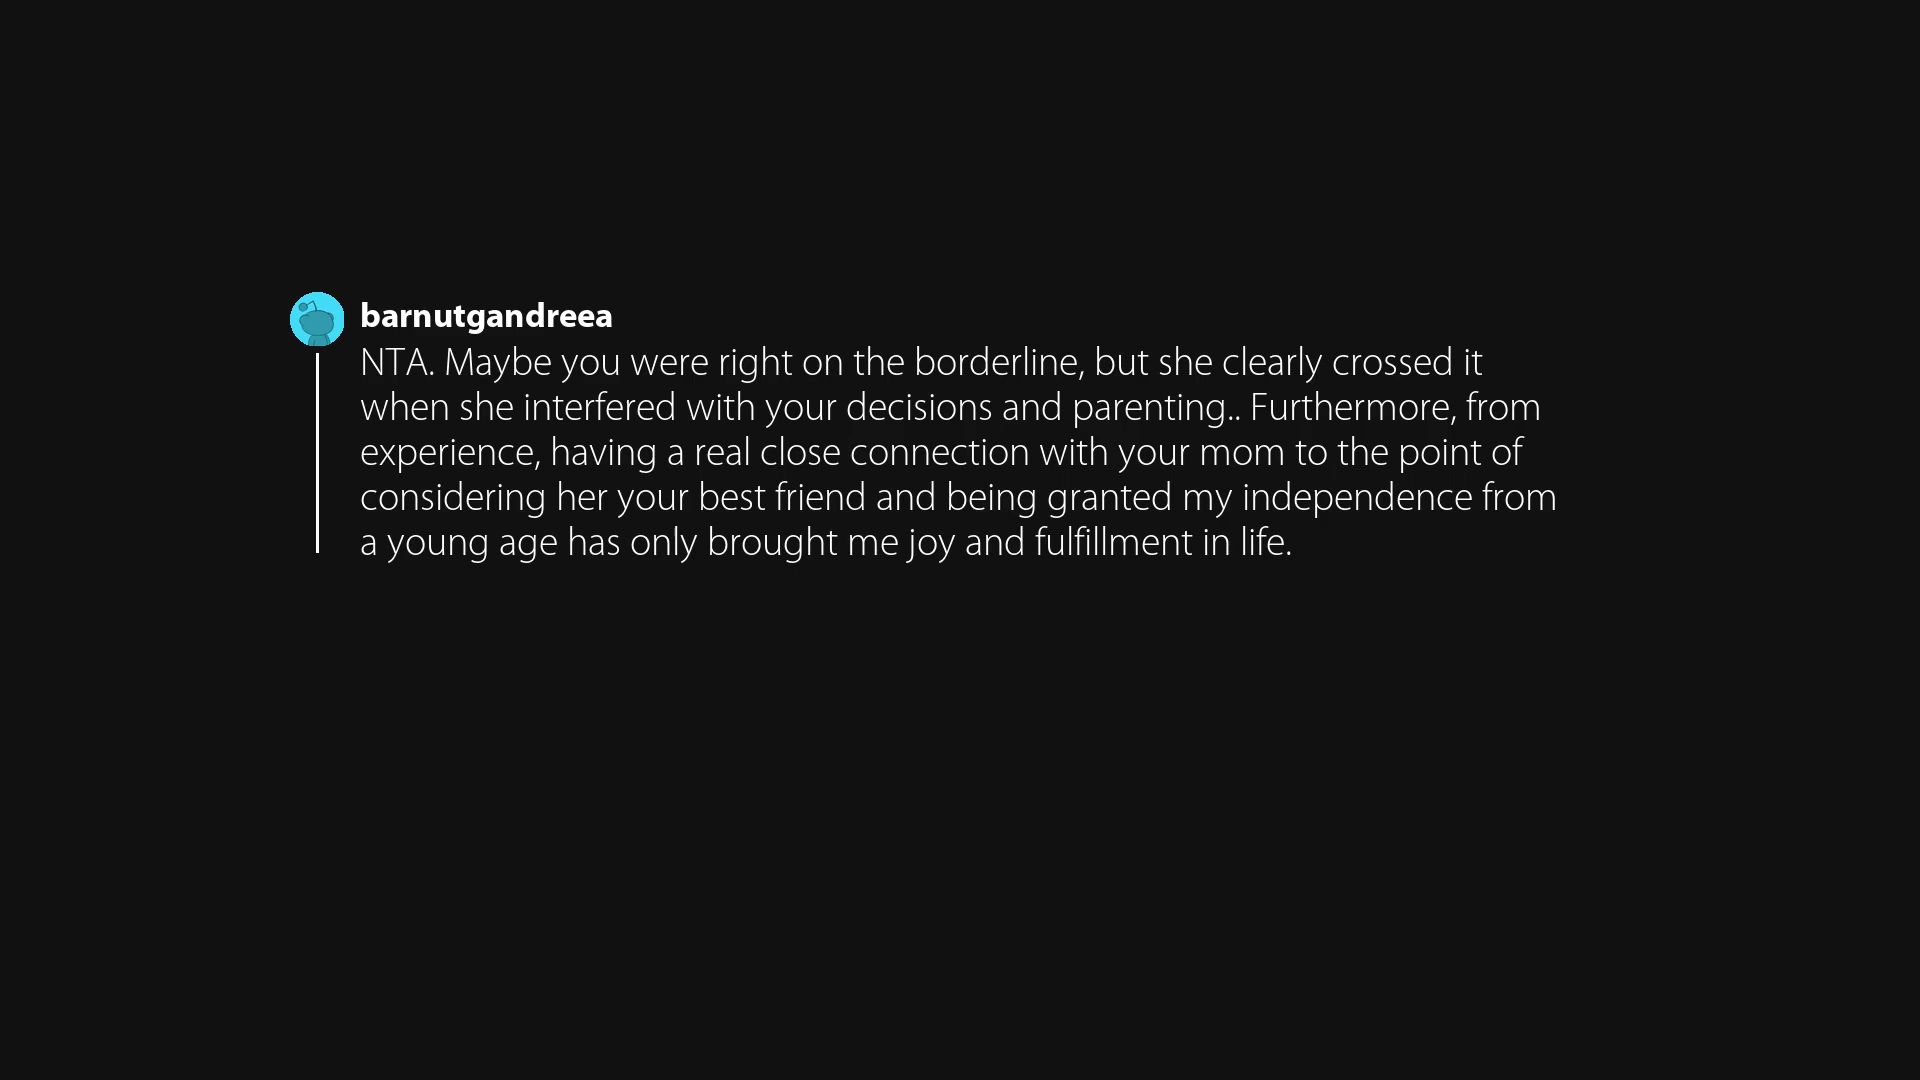 barnutgandreea
NTA. Maybe you were right on the borderline, but she clearly crossed it
when she interfered with your decisions and parenting.. Furthermore, from
experience, having a real close connection with your mom to the point of
considering her your best friend and being granted my independence from
a young age has only brought me joy and fulfillment in life.